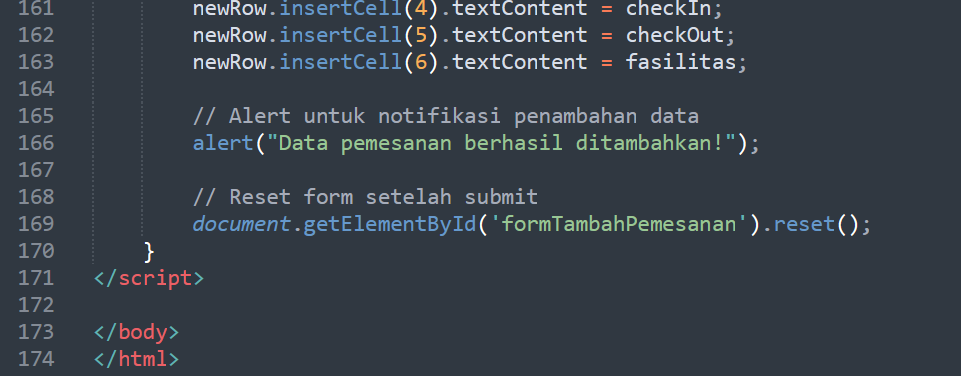 161 newRow.insertCell(4).textContent = checkIn;
162 newRow.insertCell(5).textContent = checkOut;
163 newRow.insertCell(6).textContent = fasilitas;
164
165 // Alert untuk notifikasi penambahan data
166 alert("Data pemesanan berhasil ditambahkan!");
167
168 // Reset form setelah submit
169 document.getElementById('formTambahPemesanan').reset();
170 }
171 </script>
172
173 </body>
174 </html>